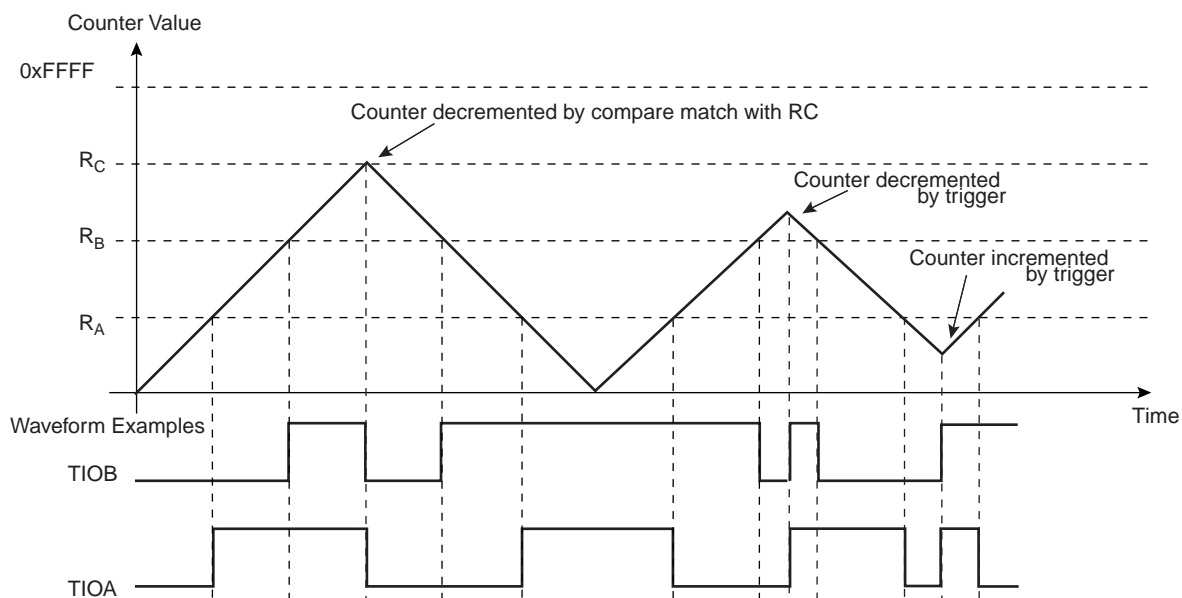 Counter Value
0xFFFF
Counter decremented by compare match with RC
RC
Counter decremented
by trigger
RB
Counter incremented
by trigger
RA
Time
Waveform Examples
TIOB
TIOA